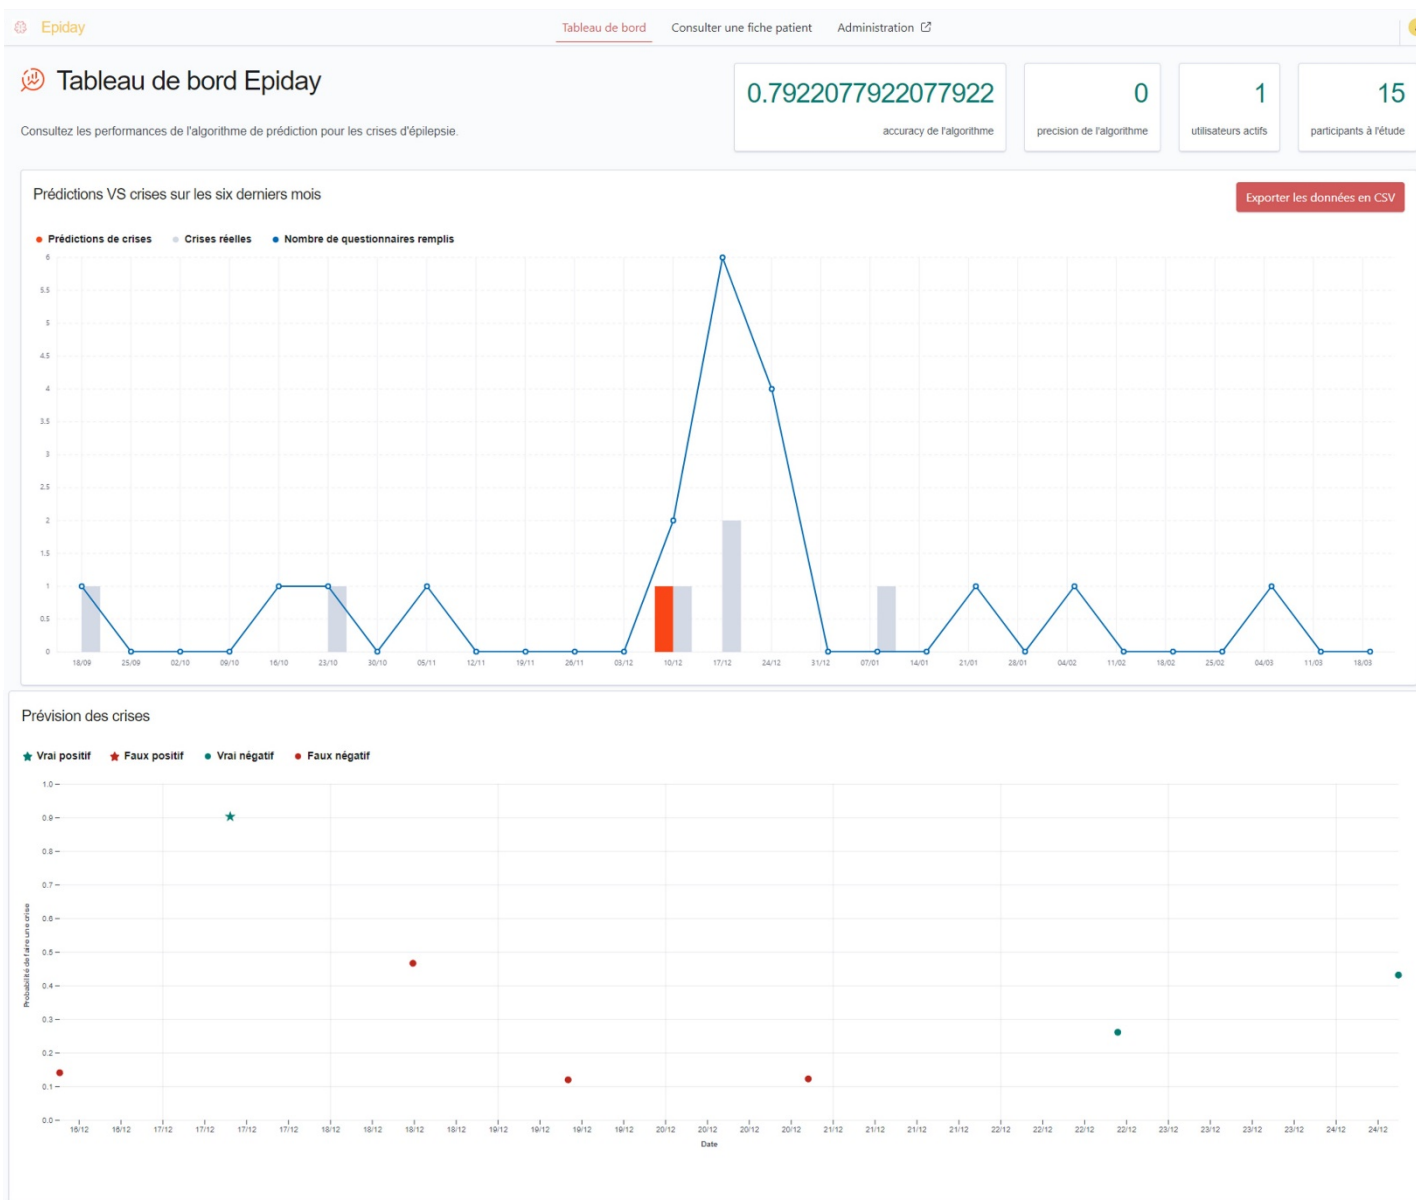 Epiday
Tableau de bord
Consulter une fiche patient
Administration
Tableau de bord Epiday
Consultez les performances de l'algorithme de prédiction pour les crises d'épilepsie.
0.7922077922077922
accuracy de l'algorithme
0
precision de l'algorithme
1
utilisateurs actifs
15
participants à l'étude
Prédictions VS crises sur les six derniers mois
Exporter les données en CSV
Prédictions de crises
Crises réelles
Nombre de questionnaires remplis
6
5.5
5
4.5
4
3.5
3
2.5
2
1.5
1
0.5
0
18/09 25/09 02/10 09/10 16/10 23/10 30/10 05/11 12/11 19/11 26/11 03/12 10/12 17/12 24/12 31/12 07/01 14/01 21/01 28/01 04/02 11/02 18/02 25/02 04/03 11/03 18/03
Prévision des crises
Vrai positif
Faux positif
Vrai négatif
Faux négatif
1.0
0.9
0.8
0.7
0.6
0.5
0.4
0.3
0.2
0.1
0.0
Probabilité de faire une crise
16/12 16/12 17/12 17/12 17/12 17/12 18/12 18/12 18/12 18/12 19/12 19/12 19/12 19/12 20/12 20/12 20/12 20/12 21/12 21/12 21/12 21/12 22/12 22/12 22/12 22/12 23/12 23/12 23/12 23/12 24/12 24/12
Date